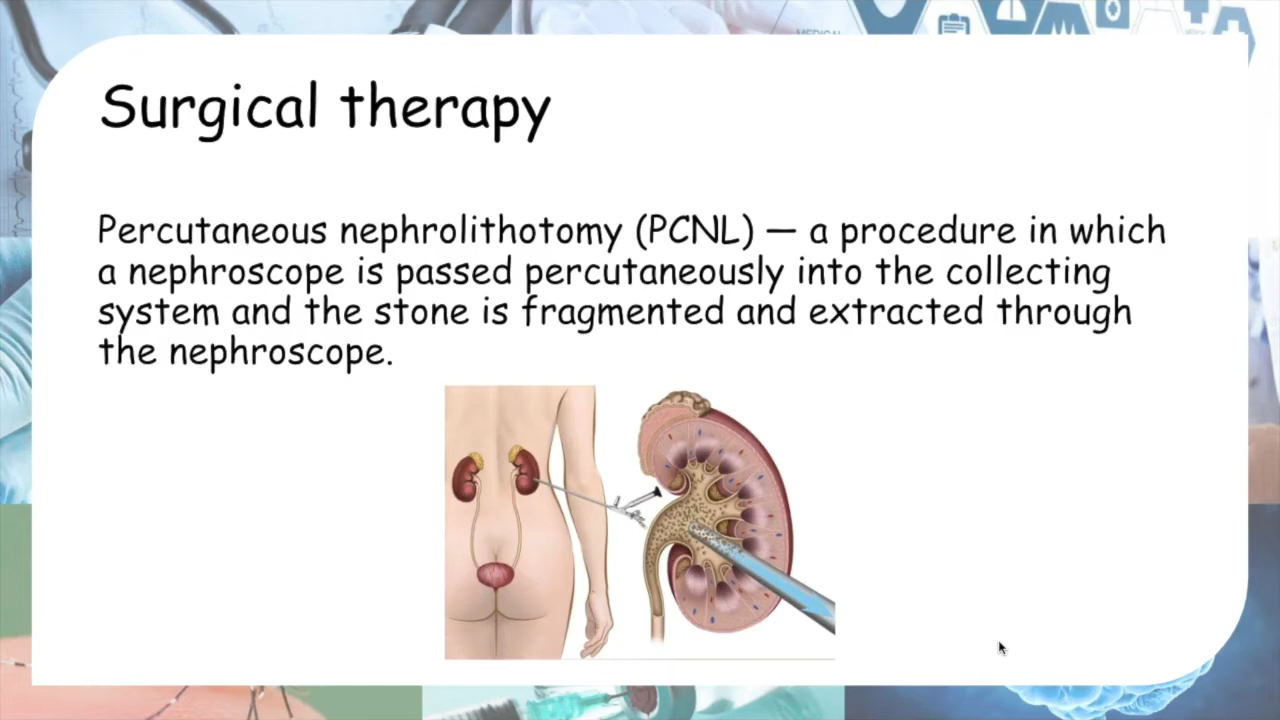 MEDICAL
Surgical therapy
Percutaneous nephrolithotomy (PCNL) — a procedure in which
a nephroscope is passed percutaneously into the collecting
system and the stone is fragmented and extracted through
the nephroscope.